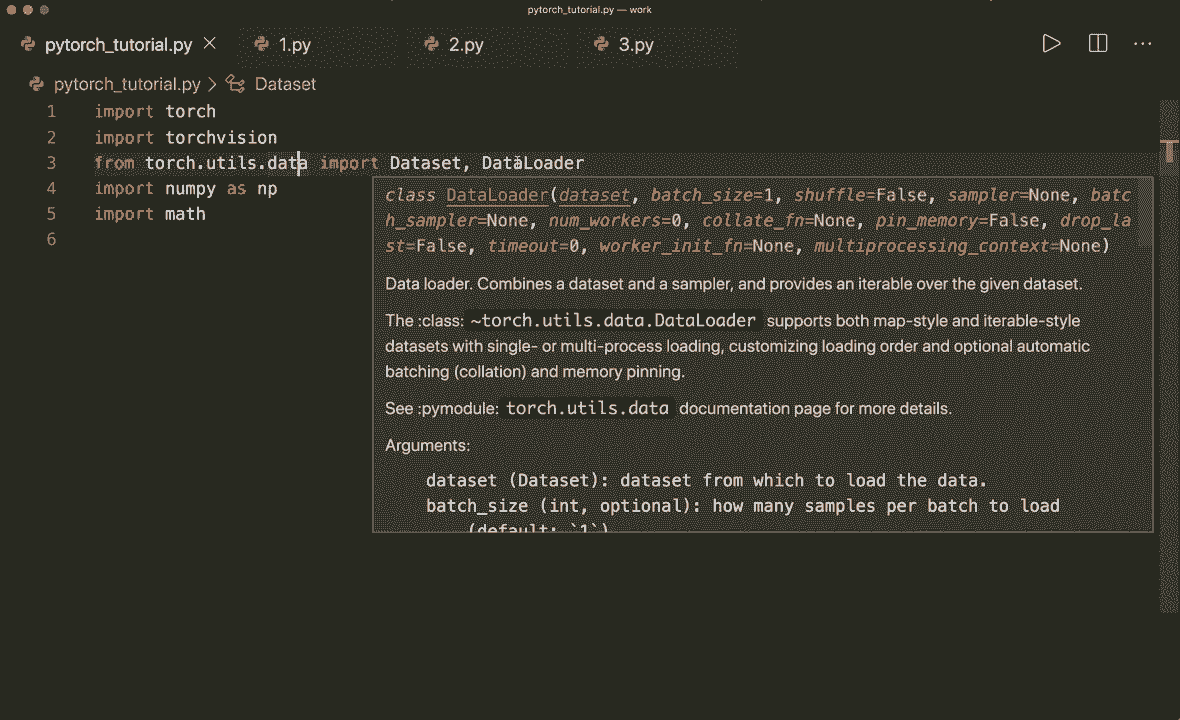 pytorch_tutorial.py — work
pytorch_tutorial.py 1.py 2.py 3.py
pytorch_tutorial.py > Dataset
1 import torch
2 import torchvision
3 from torch.utils.data import Dataset, DataLoader
4 import numpy as np
5 import math
6
class DataLoader(dataset, batch_size=1, shuffle=False, sampler=None, batc
h_sampler=None, num_workers=0, collate_fn=None, pin_memory=False, drop_la
st=False, timeout=0, worker_init_fn=None, multiprocessing_context=None)
Data loader. Combines a dataset and a sampler, and provides an iterable over the given dataset.
The :class: ~torch.utils.data.DataLoader supports both map-style and iterable-style
datasets with single- or multi-process loading, customizing loading order and optional automatic
batching (collation) and memory pinning.
See :pymodule: torch.utils.data documentation page for more details.
Arguments:
dataset (Dataset): dataset from which to load the data.
batch_size (int, optional): how many samples per batch to load
(default: `1`)